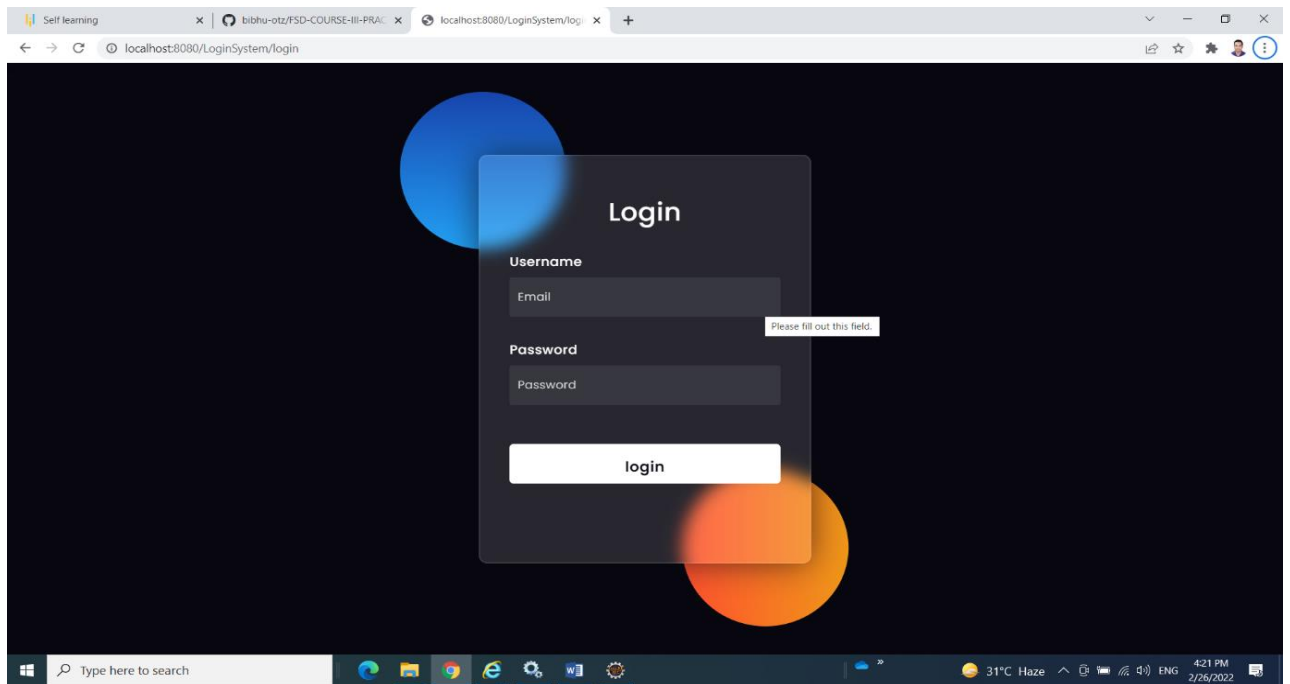 Self learning
bibhu-otz/FSD-COURSE-III-PRAC
localhost:8080/LoginSystem/logi
localhost:8080/LoginSystem/login
Login
Username
Email
Please fill out this field.
Password
Password
login
Type here to search
31°C Haze
ENG
4:21 PM
2/26/2022